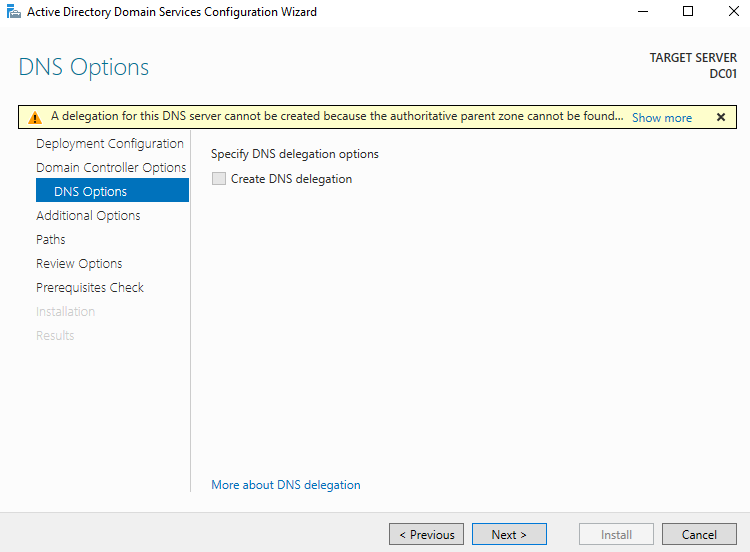 Active Directory Domain Services Configuration Wizard
DNS Options
TARGET SERVER
DC01
A delegation for this DNS server cannot be created because the authoritative parent zone cannot be found... Show more
Deployment Configuration
Domain Controller Options
DNS Options
Additional Options
Paths
Review Options
Prerequisites Check
Installation
Results
Specify DNS delegation options
Create DNS delegation
More about DNS delegation
< Previous
Next >
Install
Cancel